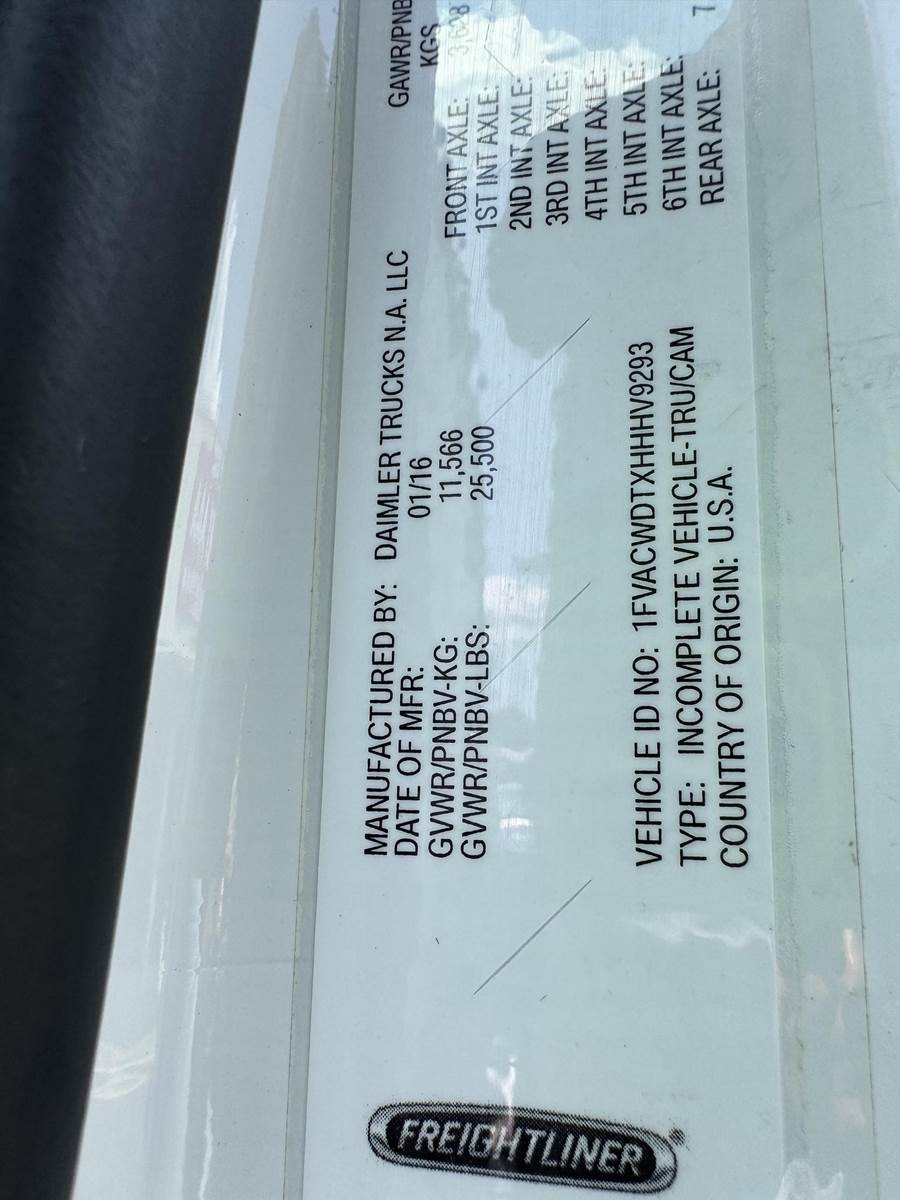 FREIGHTLINER
MANUFACTURED BY: DAIMLER TRUCKS N.A. LLC
DATE OF MFR: 01/16
GVWR/PNBV-KG: 11,566
GVWR/PNBV-LBS: 25,500
VEHICLE ID NO: 1FVACWDTXHHHV9293
TYPE: INCOMPLETE VEHICLE-TRU/CAM
COUNTRY OF ORIGIN: U.S.A.
GAWR/PNB
KGS
FRONT AXLE: 3,628
1ST INT AXLE:
2ND INT AXLE:
3RD INT AXLE:
4TH INT AXLE:
5TH INT AXLE:
6TH INT AXLE:
REAR AXLE: 7